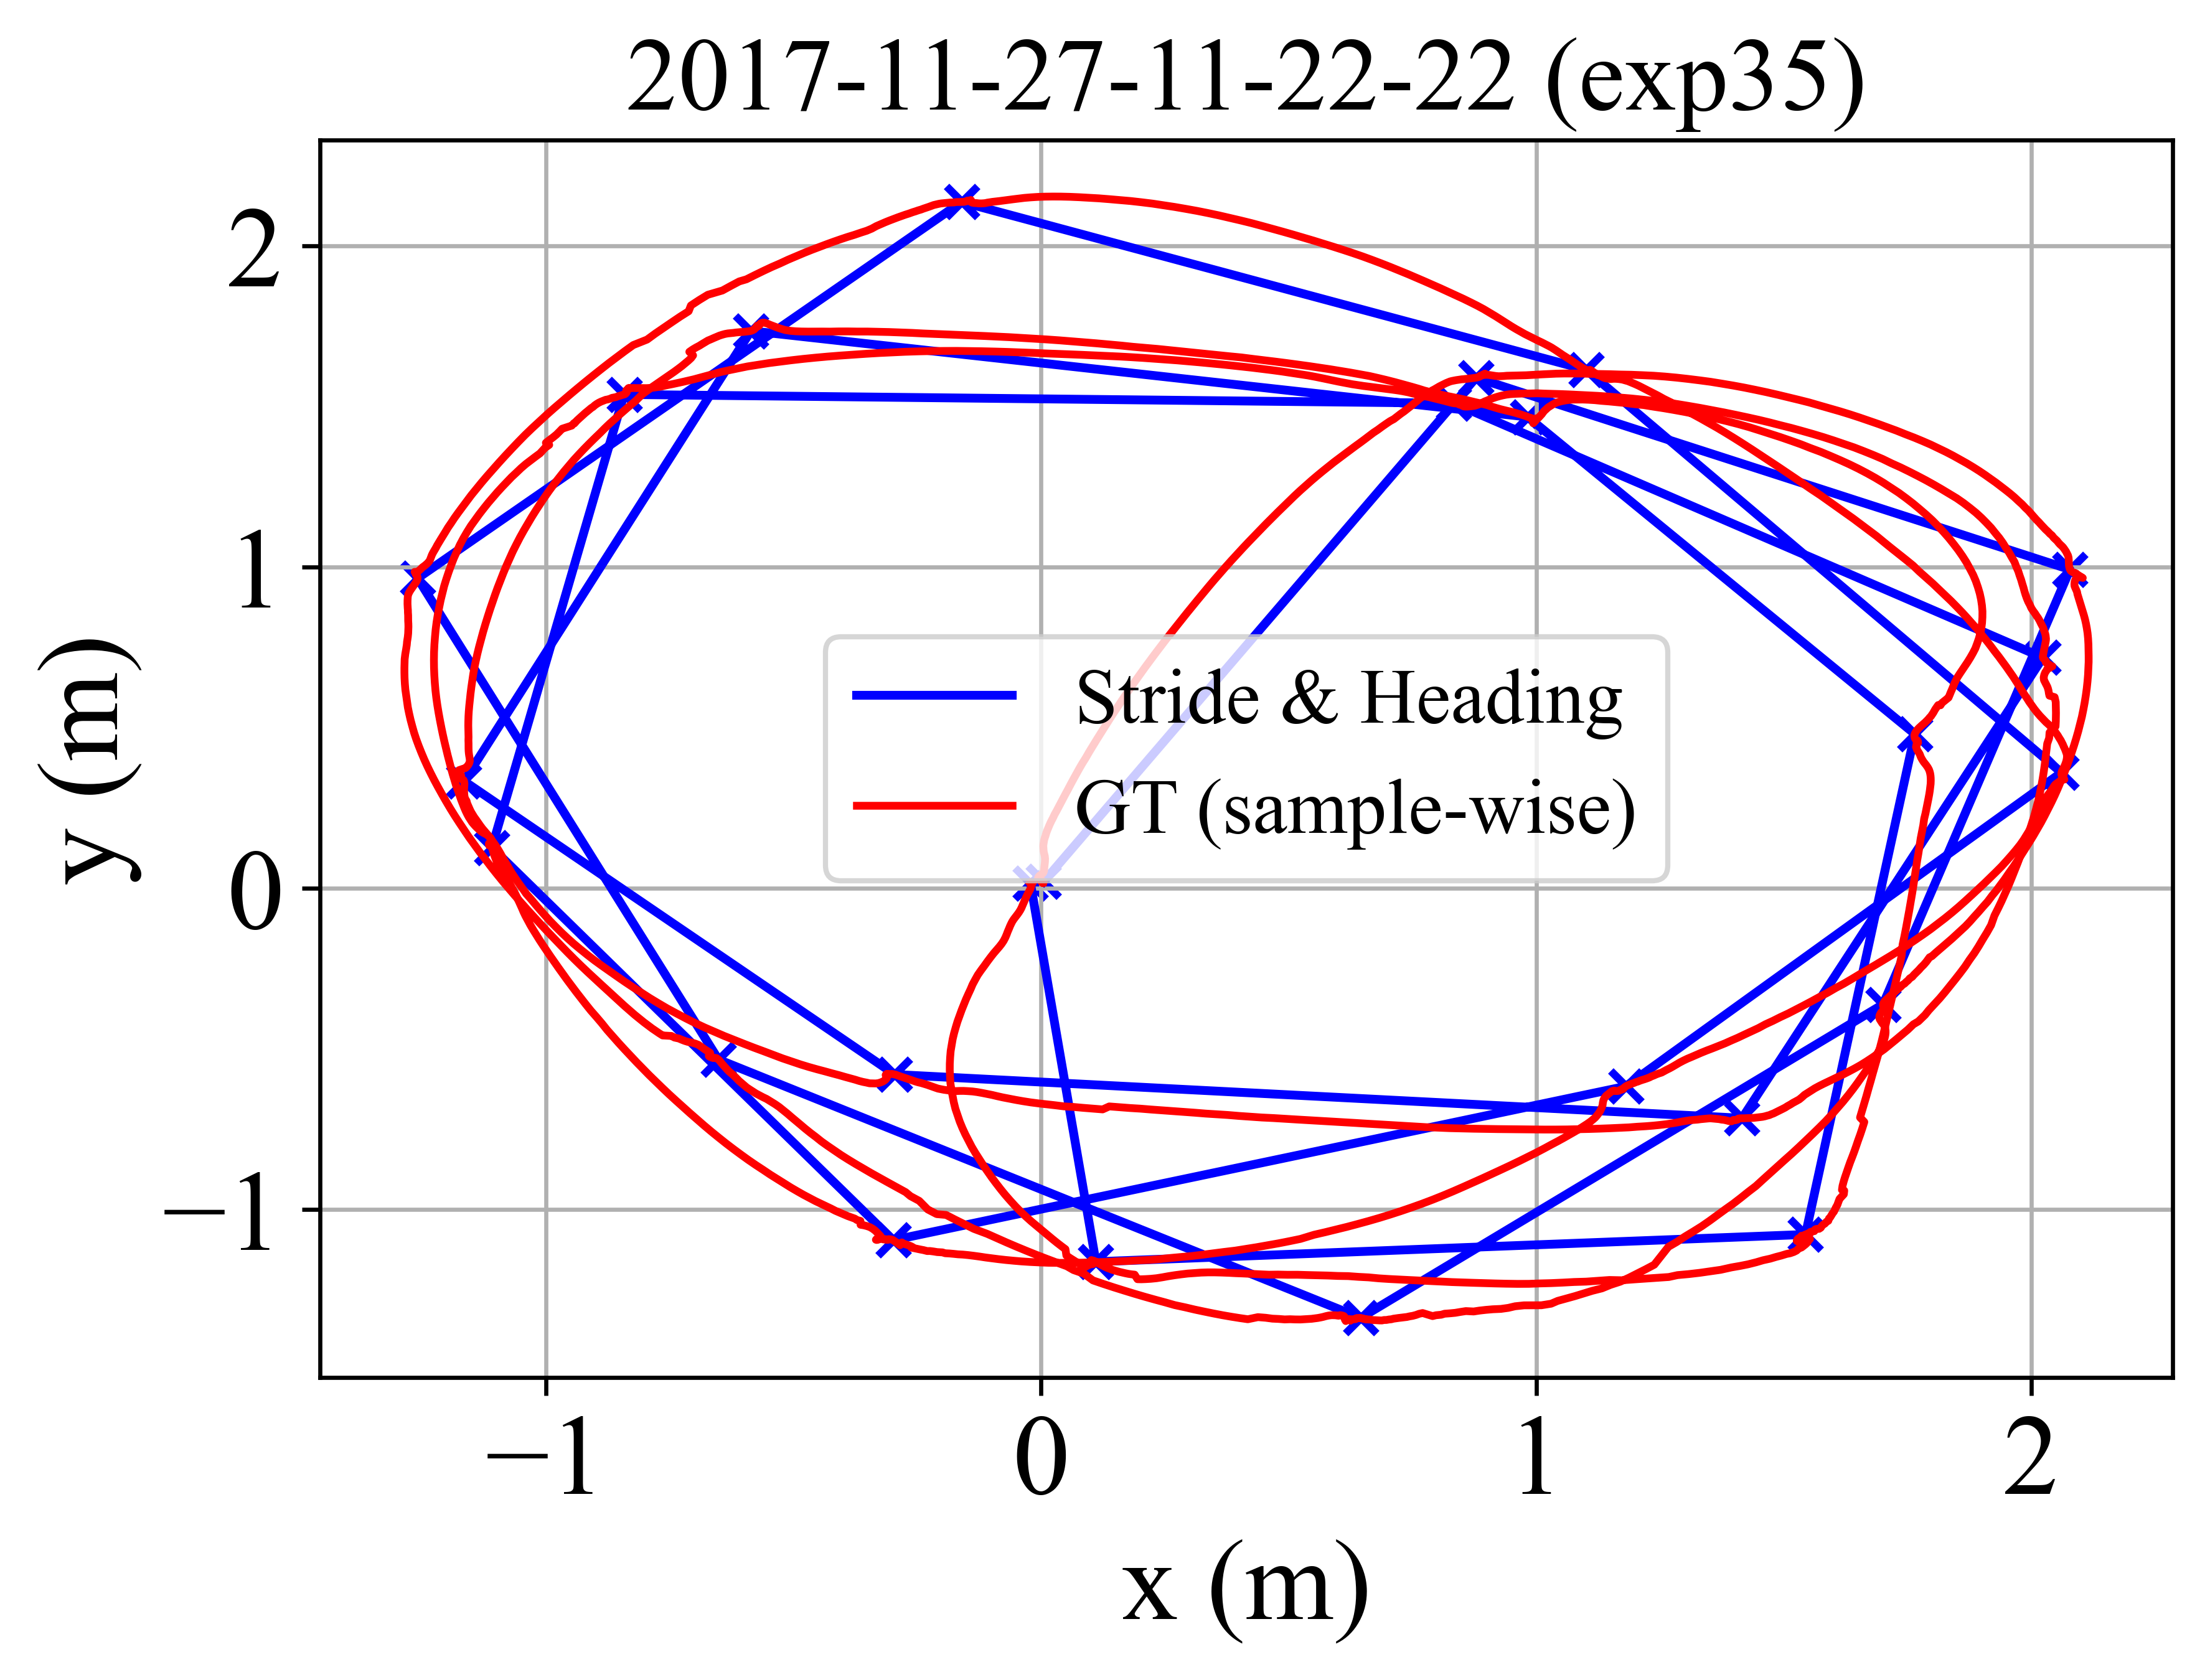 2017-11-27-11-22-22 (exp35)
2
1
0
−1
y (m)
Stride & Heading
GT (sample-wise)
−1 0 1 2
x (m)